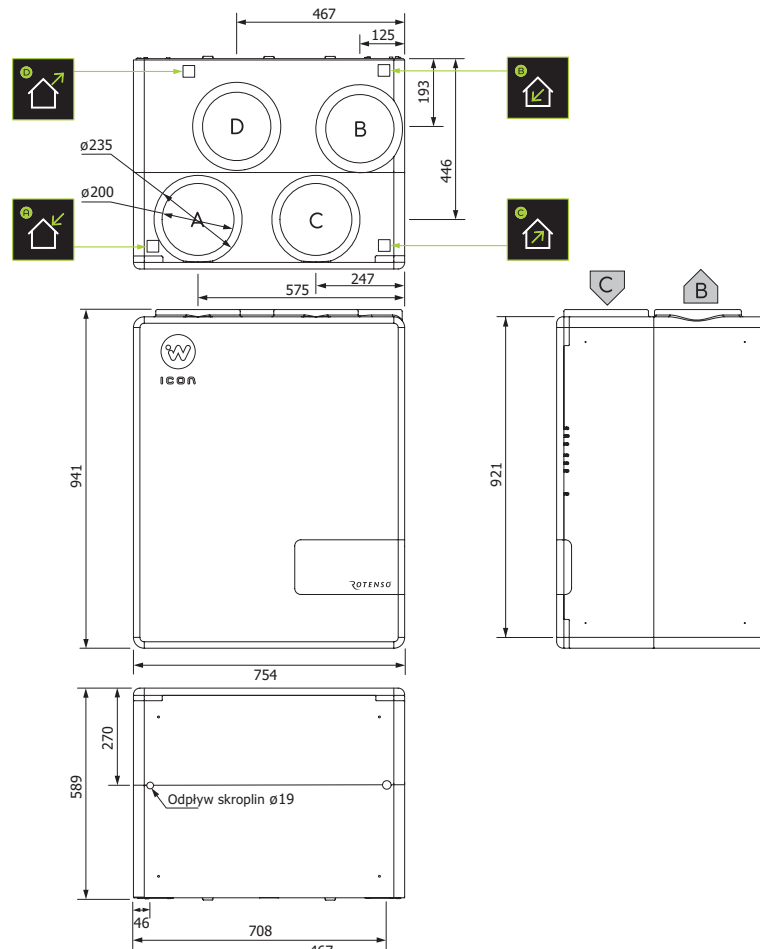 467
125
D
B
193
D
B
446
ø235
ø200
A
A
C
C
247
575
C
B
icon
941
921
ROTENSO
754
270
589
Odpływ skroplin ø19
46
708
467